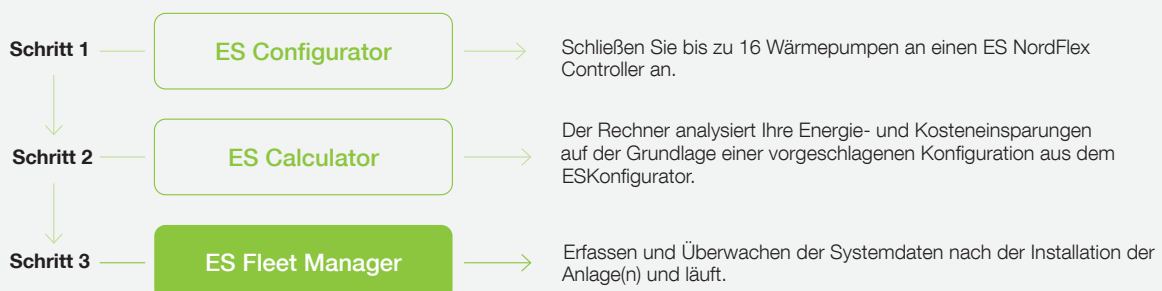 Schritt 1
ES Configurator
Schließen Sie bis zu 16 Wärmepumpen an einen ES NordFlex
Controller an.
Schritt 2
ES Calculator
Der Rechner analysiert Ihre Energie- und Kosteneinsparungen
auf der Grundlage einer vorgeschlagenen Konfiguration aus dem
ESKonfigurator.
Schritt 3
ES Fleet Manager
Erfassen und Überwachen der Systemdaten nach der Installation der
Anlage(n) und läuft.